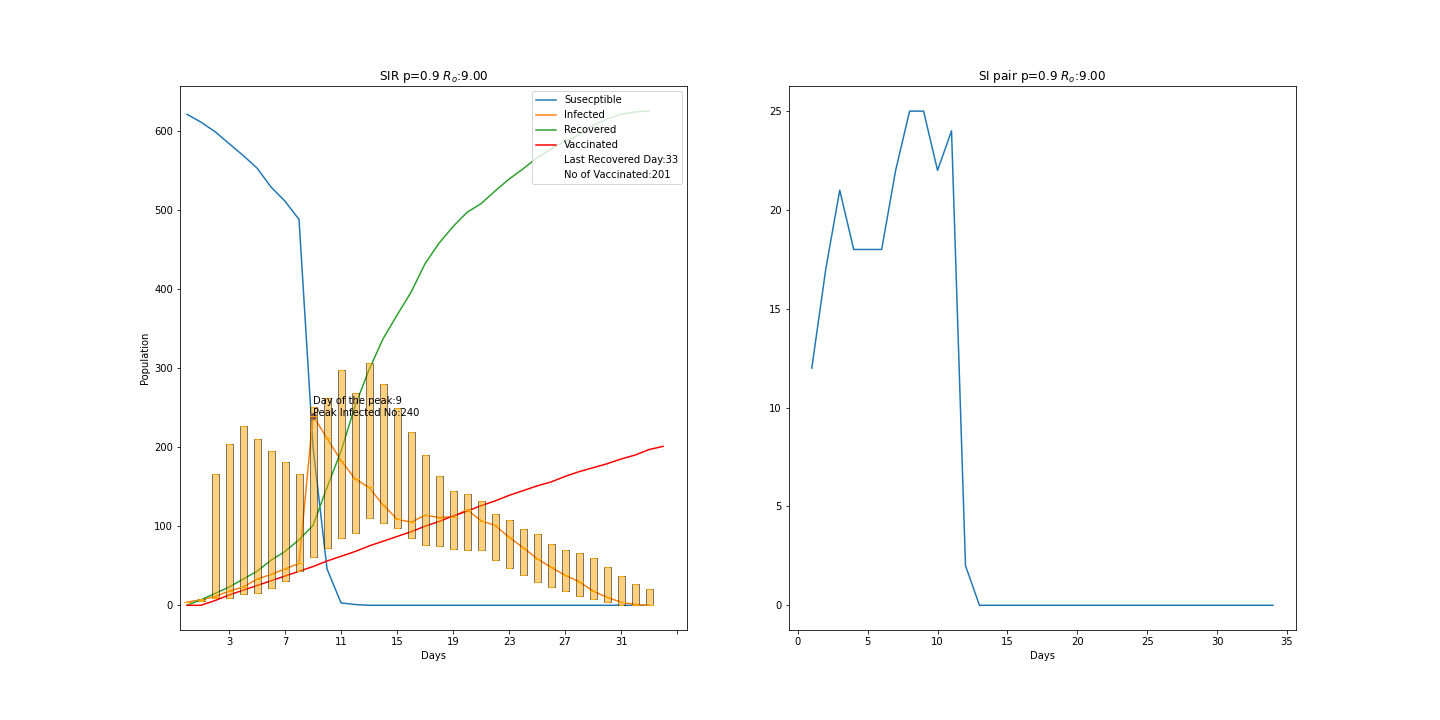 SIR p=0.9 Ro:9.00
Susecptible
Infected
Recovered
Vaccinated
Last Recovered Day:33
No of Vaccinated:201
Day of the peak:9
Peak Infected No:240
Population
600
500
400
300
200
100
0
3 7 11 15 19 23 27 31
Days
SI pair p=0.9 Ro:9.00
25
20
15
10
5
0
0 5 10 15 20 25 30 35
Days